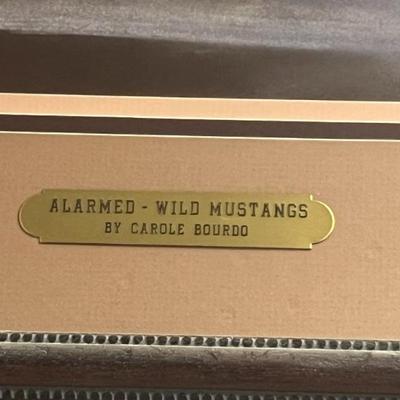 ALARMED - WILD MUSTANGS
BY CAROLE BOURDO